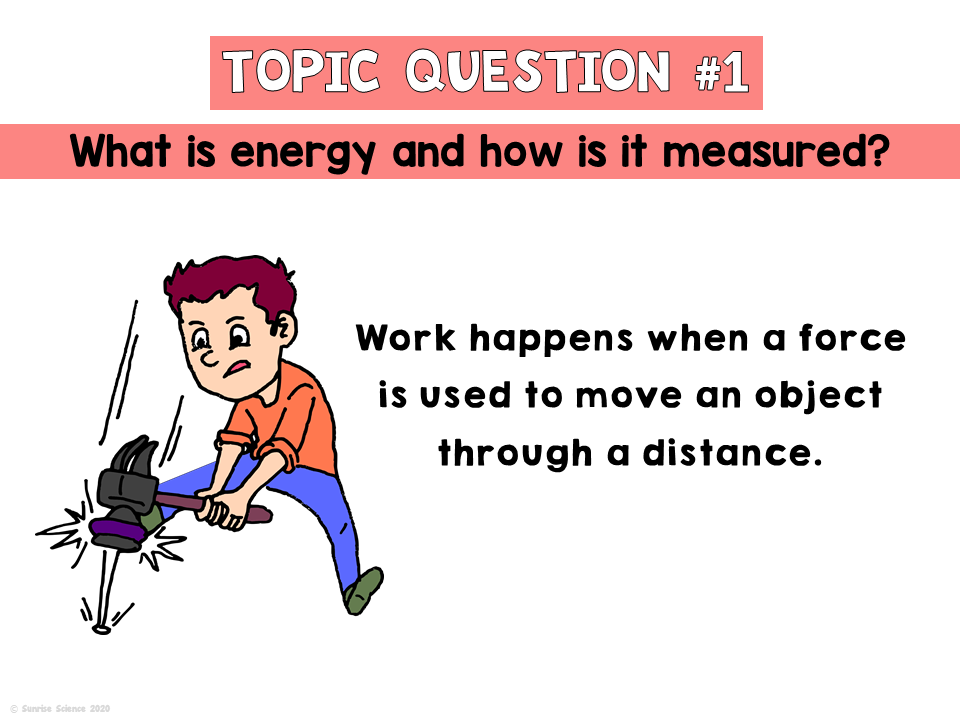 TOPIC QUESTION #1
What is energy and how is it measured?
Work happens when a force
is used to move an object
through a distance.
© Sunrise Science 2020